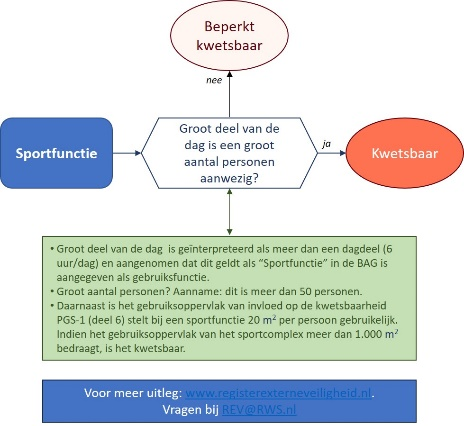 Beperkt
kwetsbaar
nee
Sportfunctie
Groot deel van de
dag is een groot
aantal personen
aanwezig?
ja
Kwetsbaar
• Groot deel van de dag is geïnterpreteerd als meer dan een dagdeel (6
uur/dag) en aangenomen dat dit geldt als “Sportfunctie” in de BAG is
aangegeven als gebruiksfunctie.
• Groot aantal personen? Aanname: dit is meer dan 50 personen.
• Daarnaast is het gebruiksoppervlak van invloed op de kwetsbaarheid
PGS-1 (deel 6) stelt bij een sportfunctie 20 m² per persoon gebruikelijk.
Indien het gebruiksoppervlak van het sportcomplex meer dan 1.000 m²
bedraagt, is het kwetsbaar.
Voor meer uitleg: www.registerexterneveiligheid.nl.
Vragen bij REV@RWS.nl